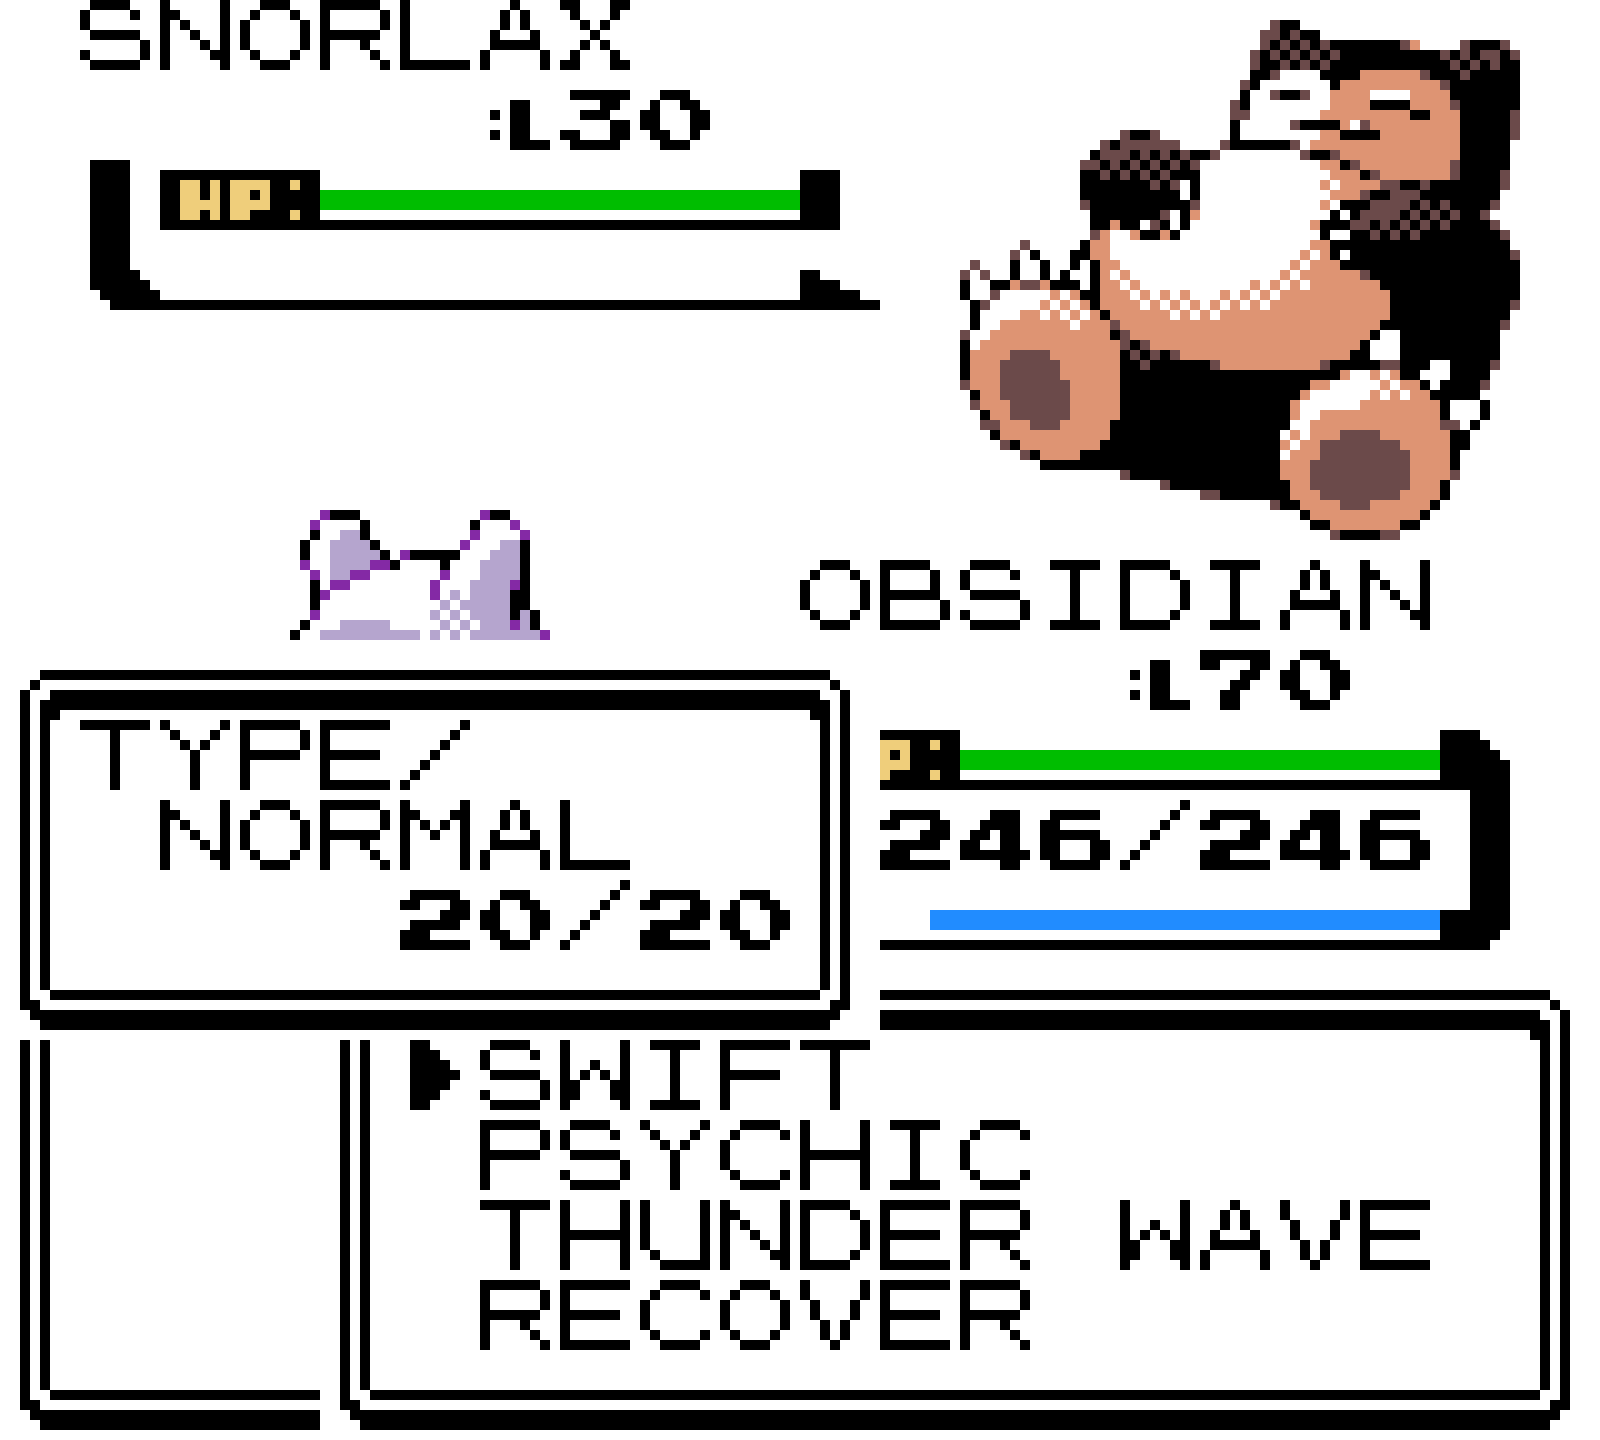 SNORLAX
:L30
HP:
OBSIDIAN
:L70
P:
246/246
TYPE/
NORMAL
20/20
▶SWIFT
PSYCHIC
THUNDER WAVE
RECOVER